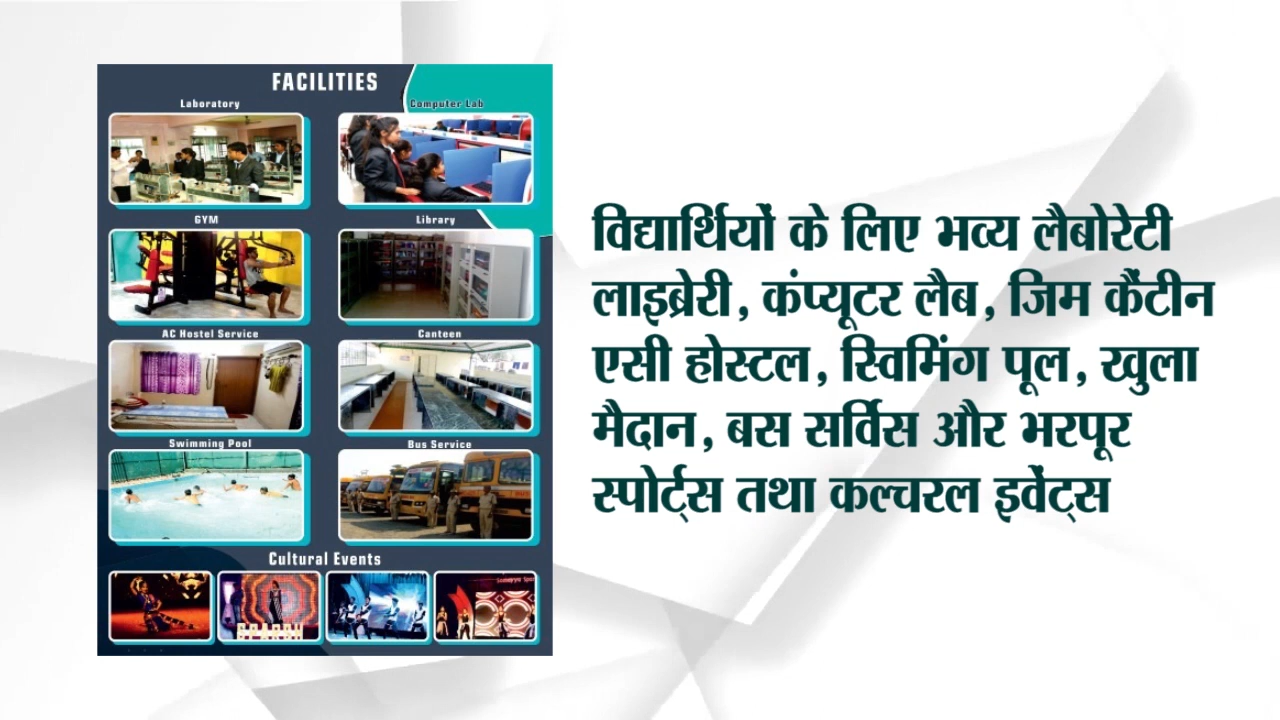 FACILITIES
Laboratory
Computer Lab
GYM
Library
AC Hostel Service
Canteen
Swimming Pool
Bus Service
Cultural Events
SPARSH
विद्यार्थियों के लिए भव्य लैबोरेटी
लाइब्रेरी, कंप्यूटर लैब, जिम कैंटीन
एसी होस्टल, स्विमिंग पूल, खुला
मैदान, बस सर्विस और भरपूर
स्पोर्ट्स तथा कल्चरल इवेंट्स